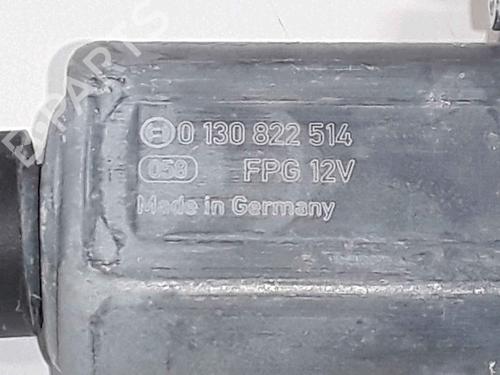 B-PARTS
0 130 822 514
058 FPG 12V
Made in Germany